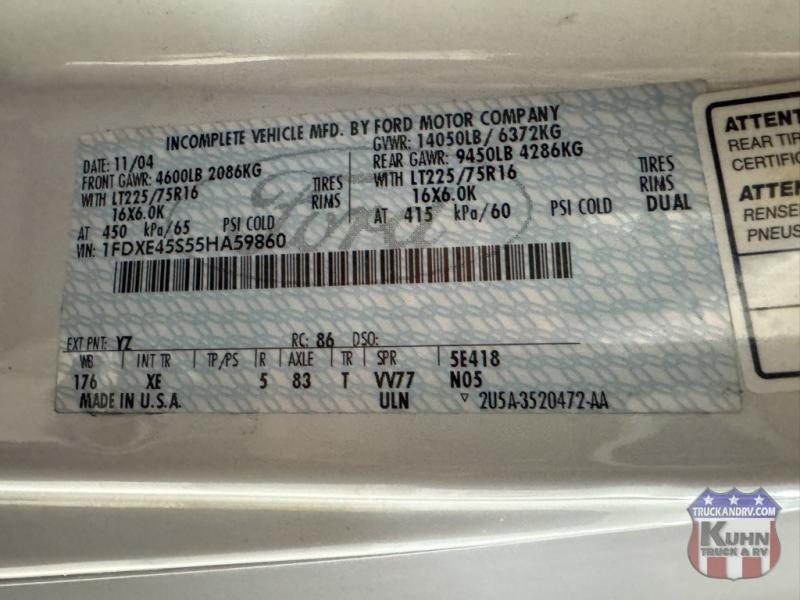 INCOMPLETE VEHICLE MFD. BY FORD MOTOR COMPANY
DATE: 11/04 GVWR: 14050LB/ 6372KG
FRONT GAWR: 4600LB 2086KG REAR GAWR: 9450LB 4286KG
WITH LT225/75R16 TIRES WITH LT225/75R16 TIRES
16X6.0K RIMS 16X6.0K RIMS
AT 450 kPa/65 PSI COLD AT 415 kPa/60 PSI COLD DUAL
VIN: 1FDXE45S55HA59860
Ford
EXT PNT: YZ RC: 86 DSO:
WB INT TR TP/PS R AXLE TR SPR 5E418
176 XE 5 83 T VV77 N05
MADE IN U.S.A. ULN ▽ 2U5A-3520472-AA
ATTENT
REAR TIR
CERTIFIC
ATTEN
RENSE
PNEUS
TRUCKANDRV.COM
KUHN
TRUCK & RV